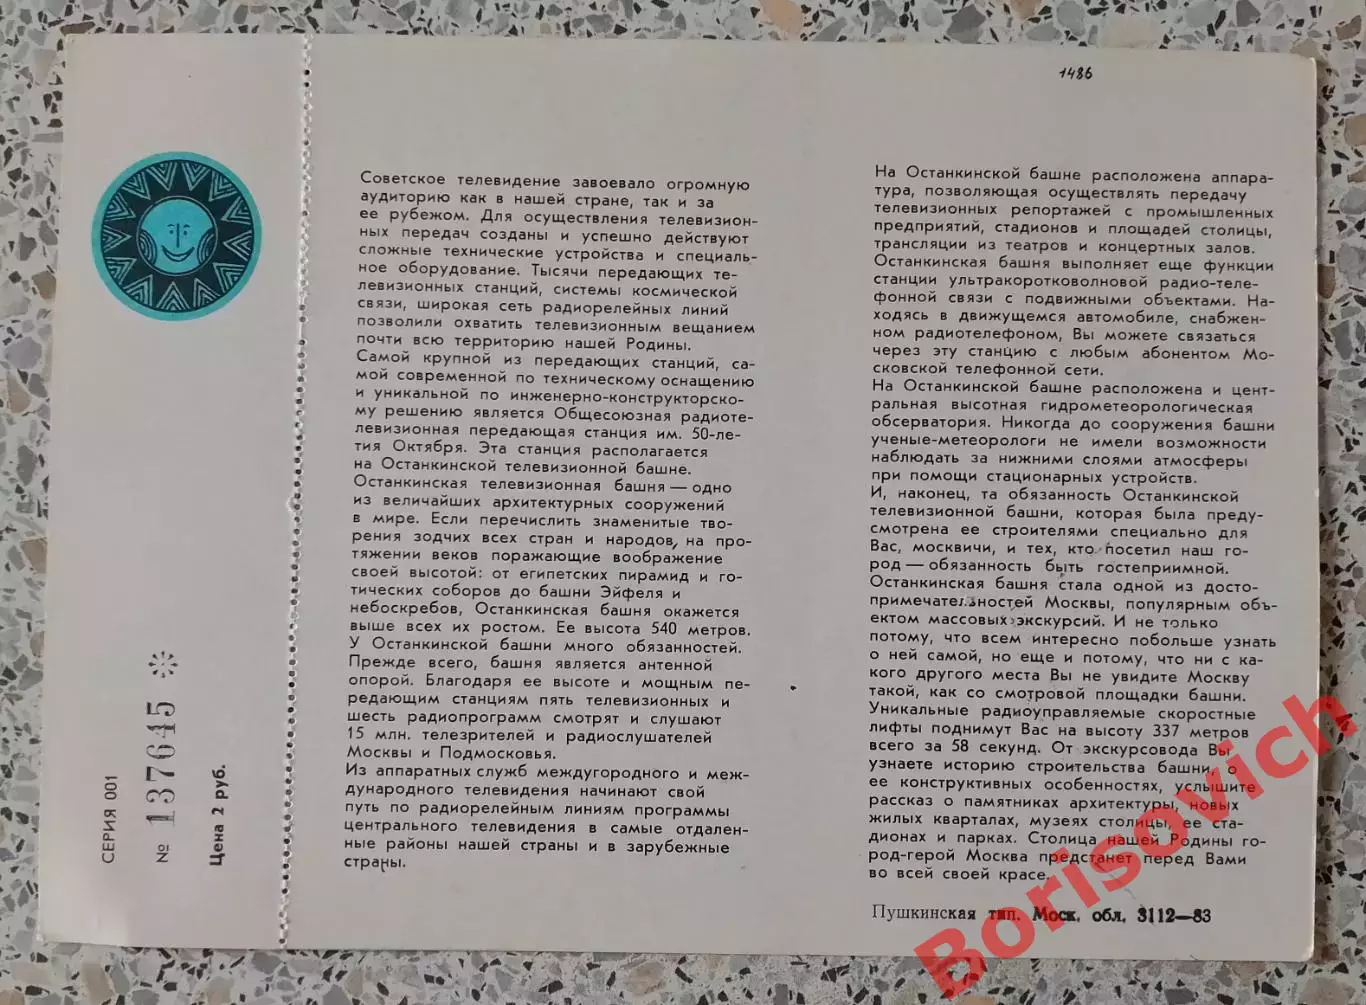 1486
СЕРИЯ 001
№ 137645
Цена 2 руб.
Советское телевидение завоевало огромную
аудиторию как в нашей стране, так и за
ее рубежом. Для осуществления телевизион-
ных передач созданы и успешно действуют
сложные технические устройства и специаль-
ное оборудование. Тысячи передающих те-
левизионных станций, системы космической
связи, широкая сеть радиорелейных линий
позволили охватить телевизионным вещанием
почти всю территорию нашей Родины.
Самой крупной из передающих станций, са-
мой современной по техническому оснащению
и уникальной по инженерно-конструкторско-
му решению является Общесоюзная радиоте-
левизионная передающая станция им. 50-ле-
тия Октября. Эта станция располагается
на Останкинской телевизионной башне.
Останкинская телевизионная башня — одно
из величайших архитектурных сооружений
в мире. Если перечислить знаменитые тво-
рения зодчих всех стран и народов, на про-
тяжении веков поражающие воображение
своей высотой: от египетских пирамид и го-
тических соборов до башни Эйфеля и
небоскребов, Останкинская башня окажется
выше всех их ростом. Ее высота 540 метров.
У Останкинской башни много обязанностей.
Прежде всего, башня является антенной
опорой. Благодаря ее высоте и мощным пе-
редающим станциям пять телевизионных и
шесть радиопрограмм смотрят и слушают
15 млн. телезрителей и радиослушателей
Москвы и Подмосковья.
Из аппаратных служб междугородного и меж-
дународного телевидения начинают свой
путь по радиорелейным линиям программы
центрального телевидения в самые отдален-
ные районы нашей страны и в зарубежные
страны.
На Останкинской башне расположена аппара-
тура, позволяющая осуществлять передачу
телевизионных репортажей с промышленных
предприятий, стадионов и площадей столицы,
трансляции из театров и концертных залов.
Останкинская башня выполняет еще функции
станции ультракоротковолновой радио-теле-
фонной связи с подвижными объектами. На-
ходясь в движущемся автомобиле, снабжен-
ном радиотелефоном, Вы можете связаться
через эту станцию с любым абонентом Мо-
сковской телефонной сети.
На Останкинской башне расположена и цент-
ральная высотная гидрометеорологическая
обсерватория. Никогда до сооружения башни
ученые-метеорологи не имели возможности
наблюдать за нижними слоями атмосферы
при помощи стационарных устройств.
И, наконец, та обязанность Останкинской
телевизионной башни, которая была преду-
смотрена ее строителями специально для
Вас, москвичи, и тех, кто посетил наш го-
род — обязанность быть гостеприимной.
Останкинская башня стала одной из досто-
примечательностей Москвы, популярным объ-
ектом массовых экскурсий. И не только
потому, что всем интересно побольше узнать
о ней самой, но еще и потому, что ни с ка-
кого другого места Вы не увидите Москву
такой, как со смотровой площадки башни.
Уникальные радиоуправляемые скоростные
лифты поднимут Вас на высоту 337 метров
всего за 58 секунд. От экскурсовода Вы
узнаете историю строительства башни, о
ее конструктивных особенностях, услышите
рассказ о памятниках архитектуры, новых
жилых кварталах, музеях столицы, ее ста-
дионах и парках. Столица нашей Родины го-
род-герой Москва предстанет перед Вами
во всей своей красе.
Пушкинская тип. Моск. обл. 3112—83
Borisovich